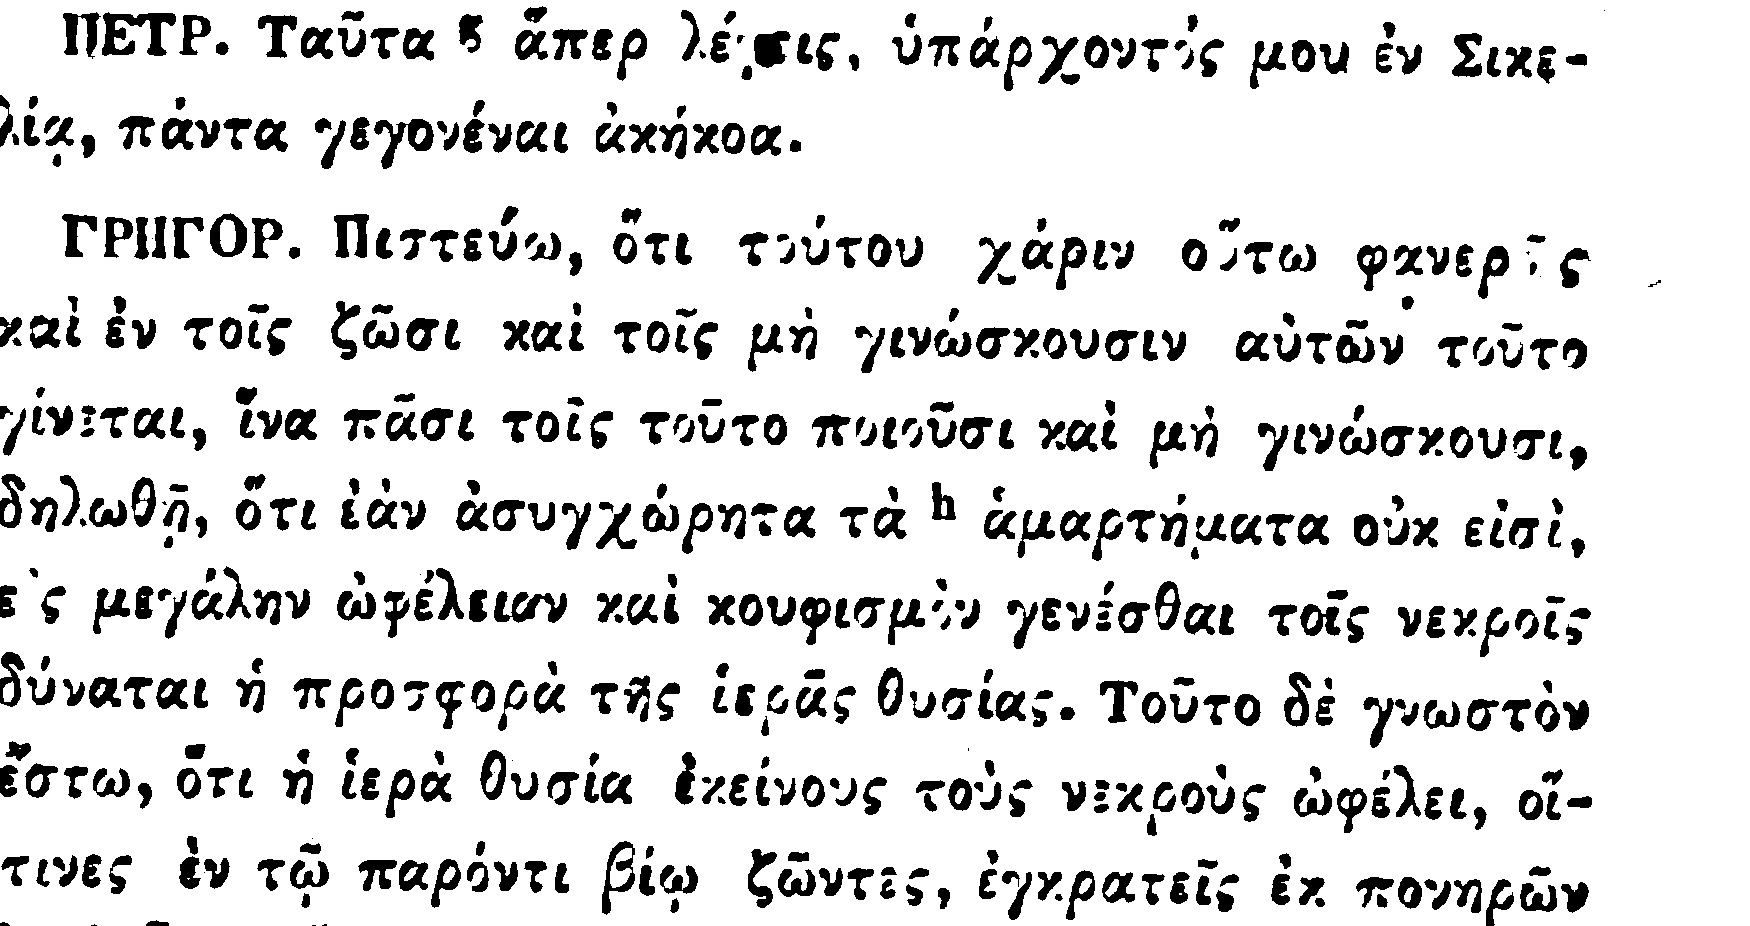 ΠΕΤΡ. Ταῦτα ᵍ ἅπερ λέγεις, ὑπάρχοντός μου ἐν Σικε-
λίᾳ, πάντα γεγονέναι ἀκήκοα.
ΓΡΗΓΟΡ. Πιστεύω, ὅτι τούτου χάριν οὕτω φανερῶς
καὶ ἐν τοῖς ζῶσι καὶ τοῖς μὴ γινώσκουσιν αὐτῶν τοῦτο
γίνεται, ἵνα πᾶσι τοῖς τοῦτο ποιοῦσι καὶ μὴ γινώσκουσι,
δηλωθῇ, ὅτι ἐὰν ἀσυγχώρητα τὰ ʰ ἁμαρτήματα οὐκ εἰσὶ,
εἰς μεγάλην ὠφέλειαν καὶ κουφισμὸν γενέσθαι τοῖς νεκροῖς
δύναται ἡ προσφορὰ τῆς ἱερᾶς θυσίας. Τοῦτο δὲ γνωστὸν
ἔστω, ὅτι ἡ ἱερὰ θυσία ἐκείνους τοὺς νεκροὺς ὠφέλει, οἵ-
τινες ἐν τῷ παρόντι βίῳ ζῶντες, ἐγκρατεῖς ἐκ πονηρῶν